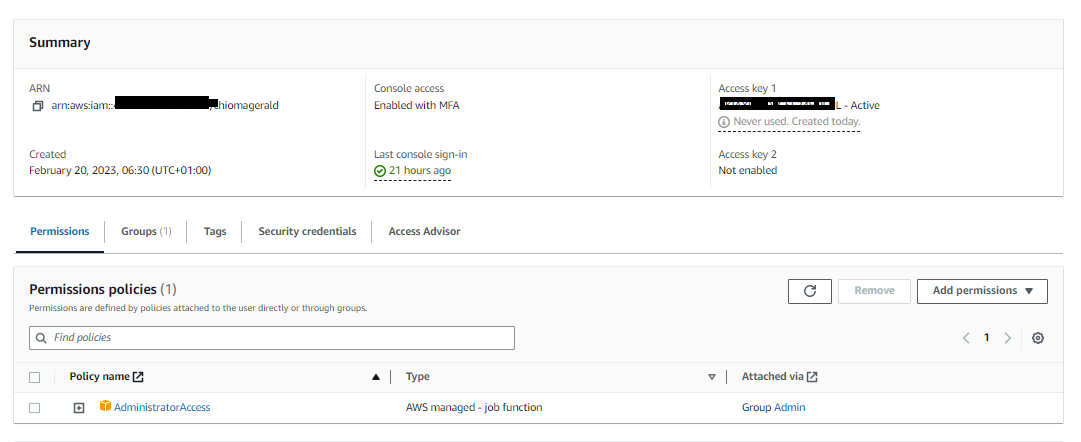 Summary
ARN
arn:aws:iam:: hiomagerald
Created
February 20, 2023, 06:30 (UTC+01:00)
Console access
Enabled with MFA
Last console sign-in
21 hours ago
Access key 1
L - Active
Never used. Created today.
Access key 2
Not enabled
Permissions
Groups (1)
Tags
Security credentials
Access Advisor
Permissions policies (1)
Permissions are defined by policies attached to the user directly or through groups.
Remove
Add permissions
Find policies
1
Policy name Type Attached via
AdministratorAccess AWS managed - job function Group Admin